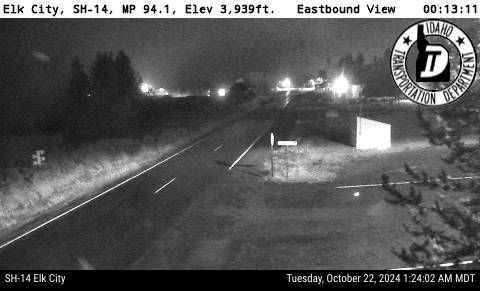 Elk City, SH-14, MP 94.1, Elev 3,939ft. Eastbound View 00:13:11
IDAHO
TRANSPORTATION DEPARTMENT
SH-14 Elk City Tuesday, October 22, 2024 1:24:02 AM MDT